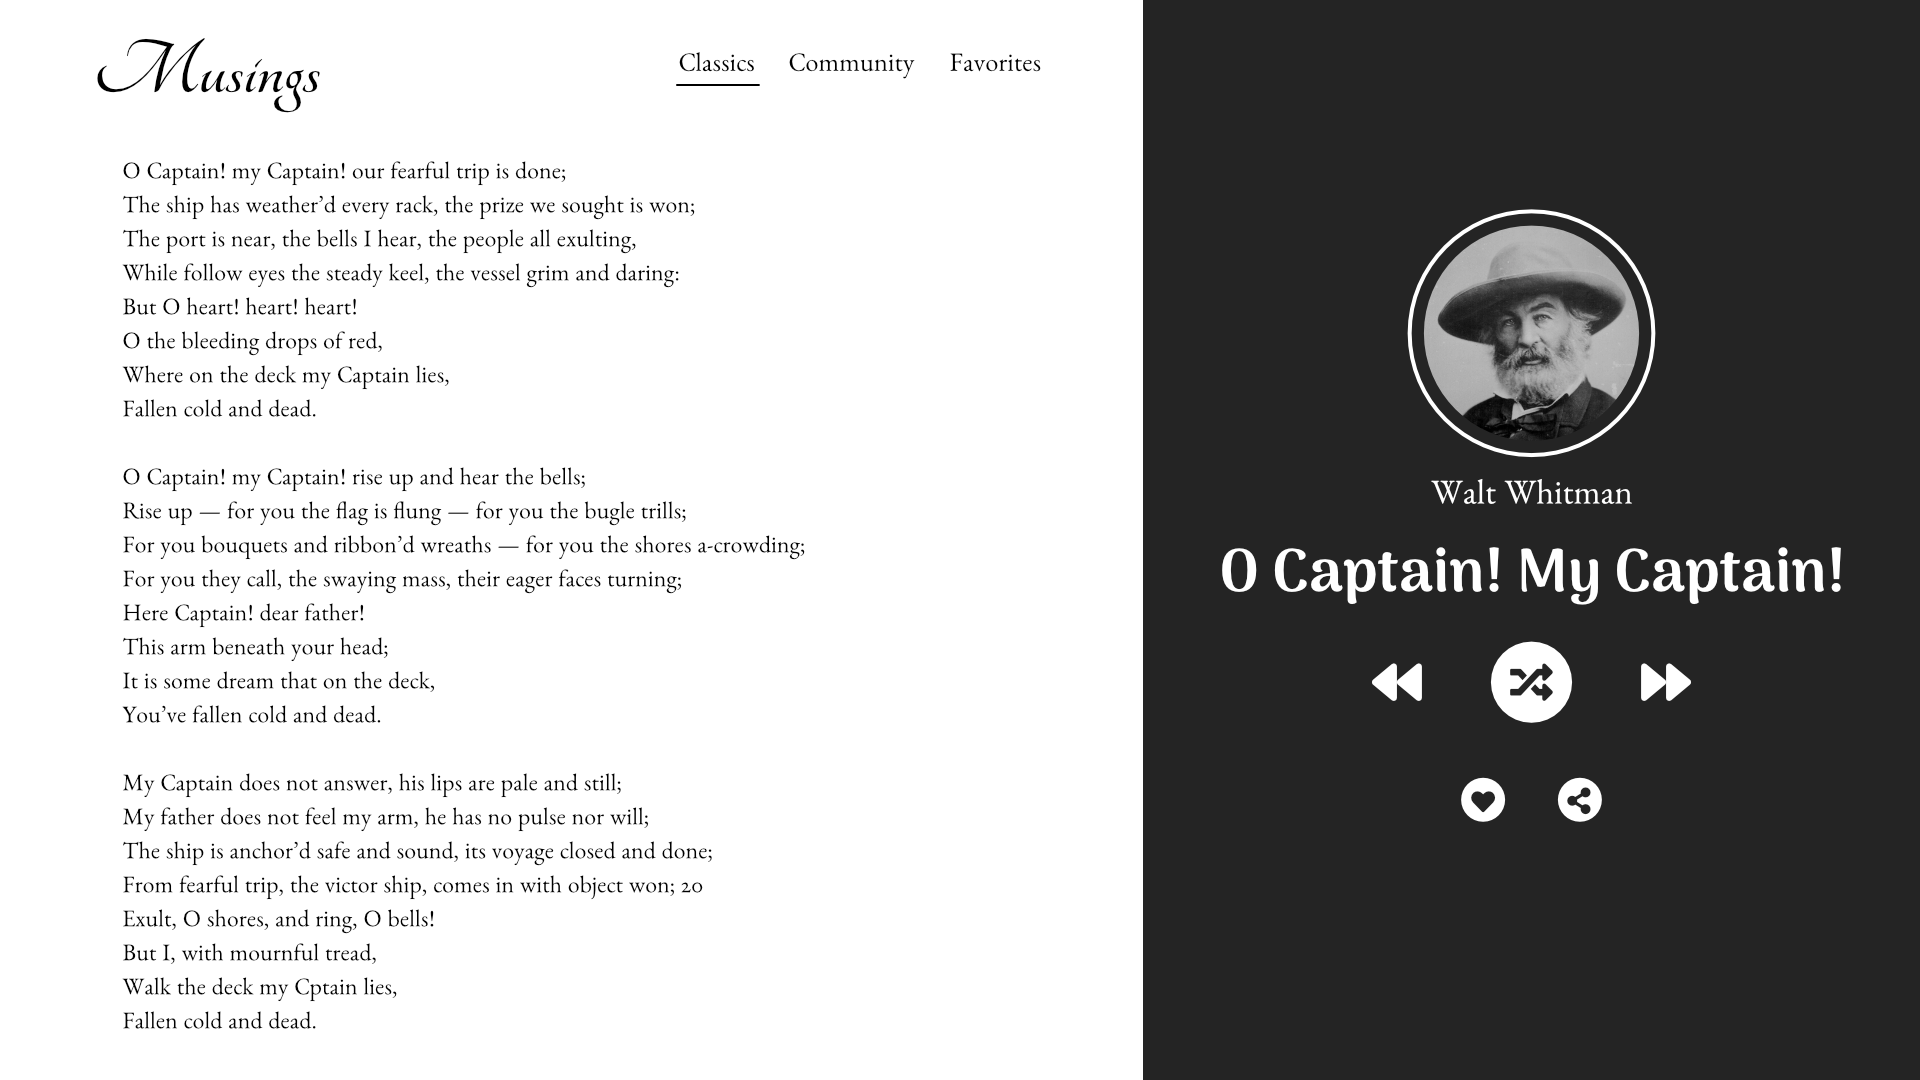 Musings
Classics Community Favorites
O Captain! my Captain! our fearful trip is done;
The ship has weather’d every rack, the prize we sought is won;
The port is near, the bells I hear, the people all exulting,
While follow eyes the steady keel, the vessel grim and daring:
But O heart! heart! heart!
O the bleeding drops of red,
Where on the deck my Captain lies,
Fallen cold and dead.
O Captain! my Captain! rise up and hear the bells;
Rise up — for you the flag is flung — for you the bugle trills;
For you bouquets and ribbon’d wreaths — for you the shores a-crowding;
For you they call, the swaying mass, their eager faces turning;
Here Captain! dear father!
This arm beneath your head;
It is some dream that on the deck,
You’ve fallen cold and dead.
My Captain does not answer, his lips are pale and still;
My father does not feel my arm, he has no pulse nor will;
The ship is anchor’d safe and sound, its voyage closed and done;
From fearful trip, the victor ship, comes in with object won; 20
Exult, O shores, and ring, O bells!
But I, with mournful tread,
Walk the deck my Cptain lies,
Fallen cold and dead.
Walt Whitman
O Captain! My Captain!